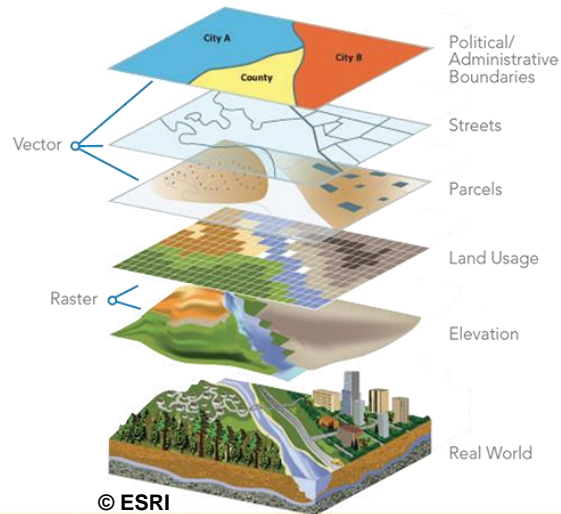 City A
City B
County
Political/
Administrative
Boundaries
Streets
Vector
Parcels
Land Usage
Raster
Elevation
Real World
© ESRI